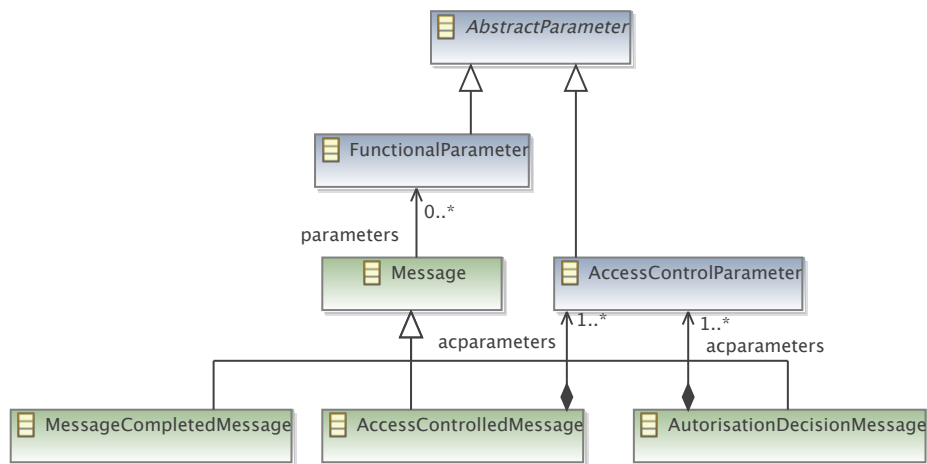 AbstractParameter
FunctionalParameter
0..*
parameters
Message
AccessControlParameter
1..*
1..*
acparameters
acparameters
MessageCompletedMessage
AccessControlledMessage
AutorisationDecisionMessage